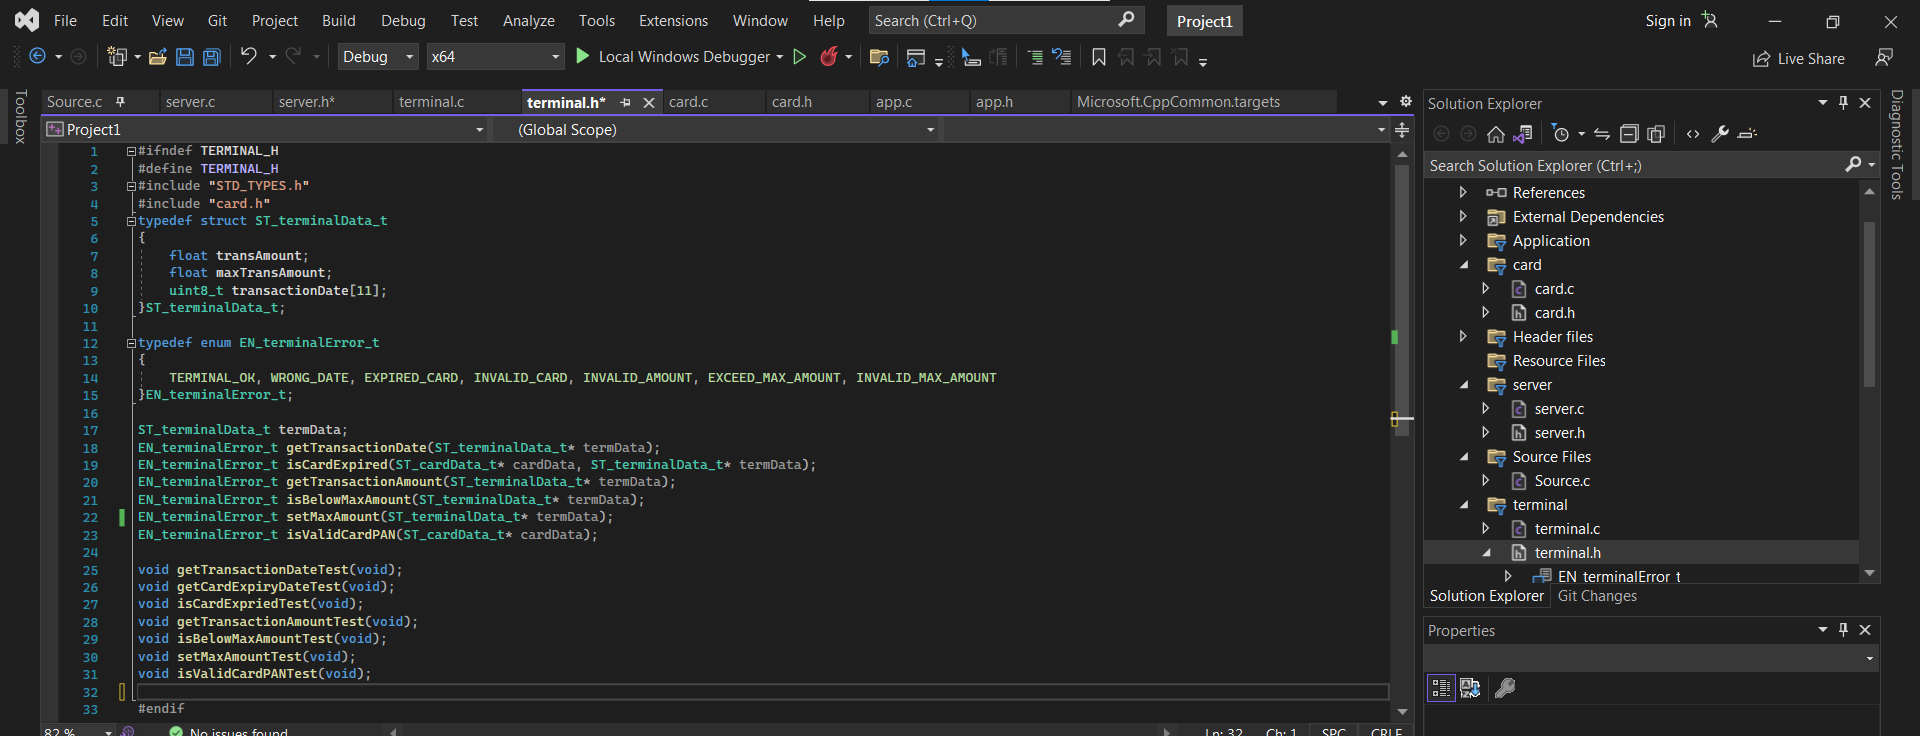 File Edit View Git Project Build Debug Test Analyze Tools Extensions Window Help Search (Ctrl+Q) Project1 Sign in
Debug x64 Local Windows Debugger Live Share
Toolbox
Source.c server.c server.h* terminal.c terminal.h* card.c card.h app.c app.h Microsoft.CppCommon.targets
Project1 (Global Scope)
1 #ifndef TERMINAL_H
2 #define TERMINAL_H
3 #include "STD_TYPES.h"
4 #include "card.h"
5 typedef struct ST_terminalData_t
6 {
7 float transAmount;
8 float maxTransAmount;
9 uint8_t transactionDate[11];
10 }ST_terminalData_t;
11
12 typedef enum EN_terminalError_t
13 {
14 TERMINAL_OK, WRONG_DATE, EXPIRED_CARD, INVALID_CARD, INVALID_AMOUNT, EXCEED_MAX_AMOUNT, INVALID_MAX_AMOUNT
15 }EN_terminalError_t;
16
17 ST_terminalData_t termData;
18 EN_terminalError_t getTransactionDate(ST_terminalData_t* termData);
19 EN_terminalError_t isCardExpired(ST_cardData_t* cardData, ST_terminalData_t* termData);
20 EN_terminalError_t getTransactionAmount(ST_terminalData_t* termData);
21 EN_terminalError_t isBelowMaxAmount(ST_terminalData_t* termData);
22 EN_terminalError_t setMaxAmount(ST_terminalData_t* termData);
23 EN_terminalError_t isValidCardPAN(ST_cardData_t* cardData);
24
25 void getTransactionDateTest(void);
26 void getCardExpiryDateTest(void);
27 void isCardExpriedTest(void);
28 void getTransactionAmountTest(void);
29 void isBelowMaxAmountTest(void);
30 void setMaxAmountTest(void);
31 void isValidCardPANTest(void);
32
33 #endif
82 % No issues found Ln: 32 Ch: 1 SPC CRLF
Solution Explorer
Search Solution Explorer (Ctrl+;)
References
External Dependencies
Application
card
card.c
card.h
Header files
Resource Files
server
server.c
server.h
Source Files
Source.c
terminal
terminal.c
terminal.h
EN_terminalError_t
Solution Explorer Git Changes
Properties
Diagnostic Tools